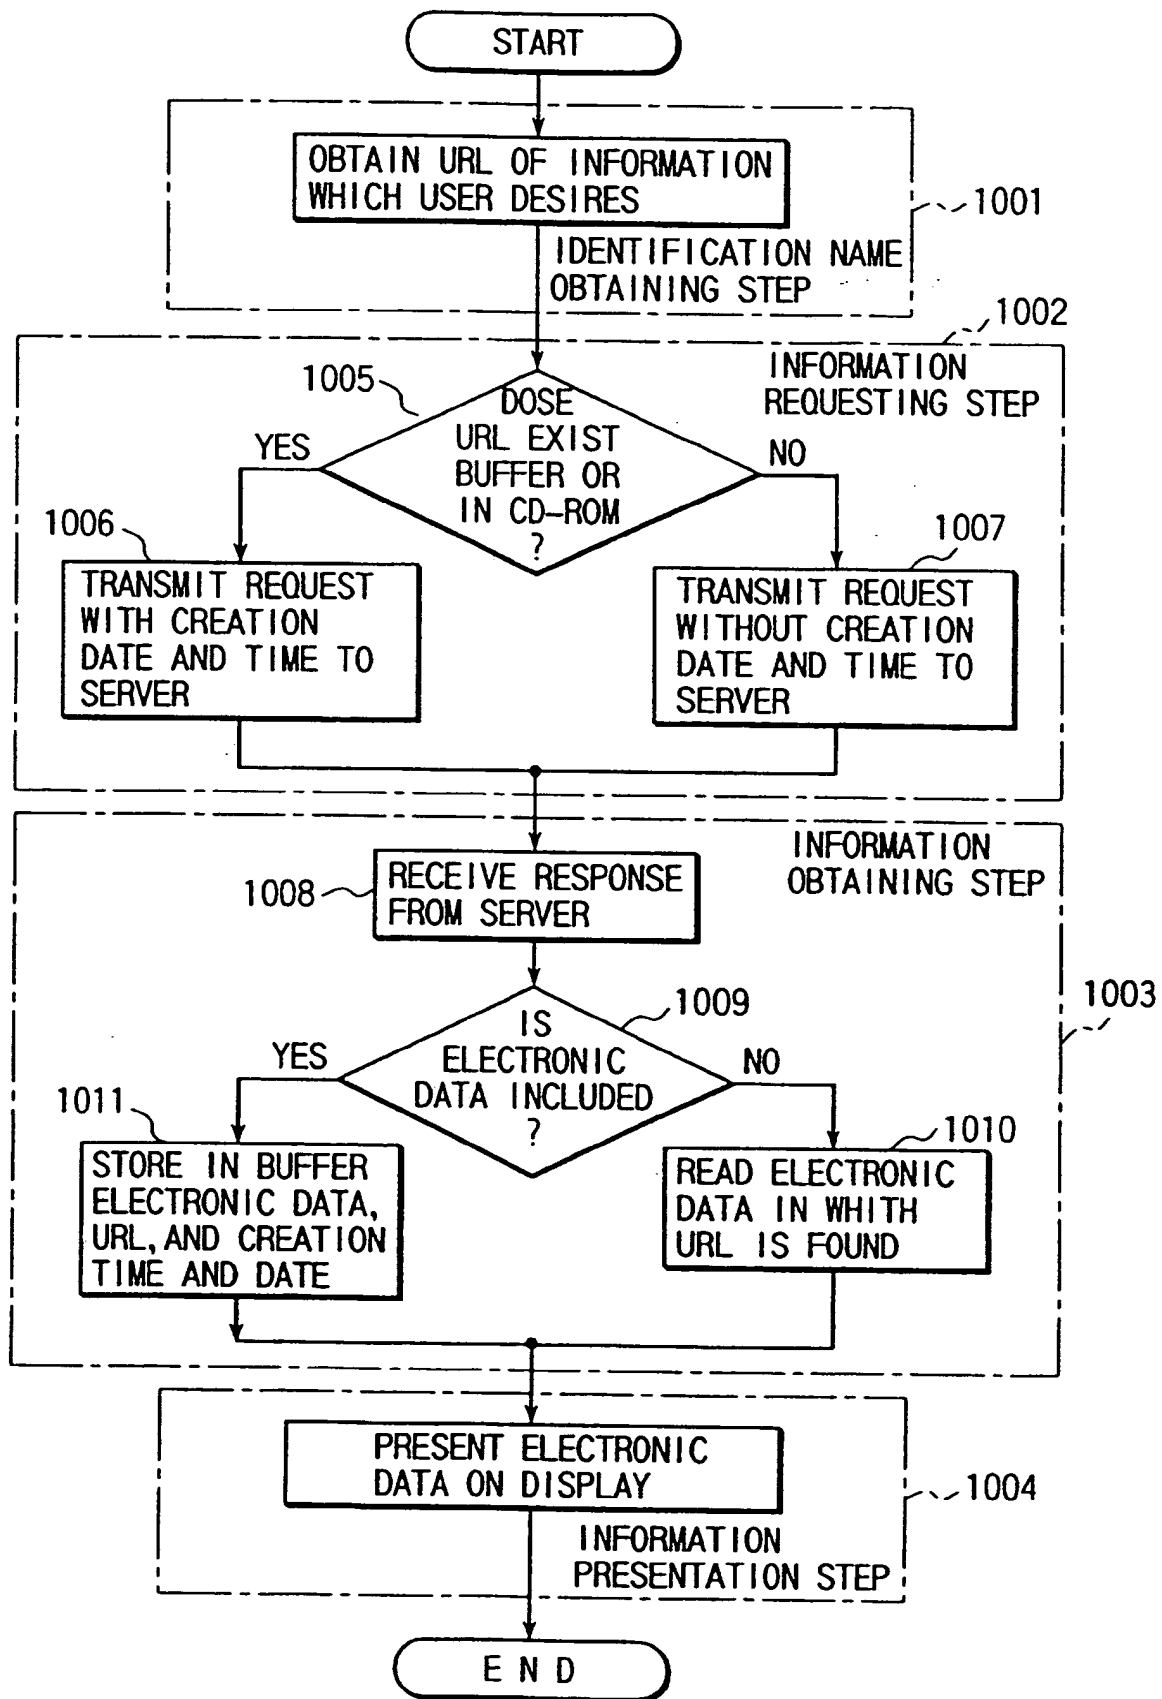 START
OBTAIN URL OF INFORMATION
WHICH USER DESIRES
1001
IDENTIFICATION NAME
OBTAINING STEP
1002
INFORMATION
REQUESTING STEP
1005
DOSE
URL EXIST
BUFFER OR
IN CD-ROM
?
YES
NO
1006
TRANSMIT REQUEST
WITH CREATION
DATE AND TIME TO
SERVER
1007
TRANSMIT REQUEST
WITHOUT CREATION
DATE AND TIME TO
SERVER
INFORMATION
OBTAINING STEP
1008
RECEIVE RESPONSE
FROM SERVER
1003
1009
IS
ELECTRONIC
DATA INCLUDED
?
YES
NO
1011
STORE IN BUFFER
ELECTRONIC DATA,
URL, AND CREATION
TIME AND DATE
1010
READ ELECTRONIC
DATA IN WHITH
URL IS FOUND
PRESENT ELECTRONIC
DATA ON DISPLAY
1004
INFORMATION
PRESENTATION STEP
END